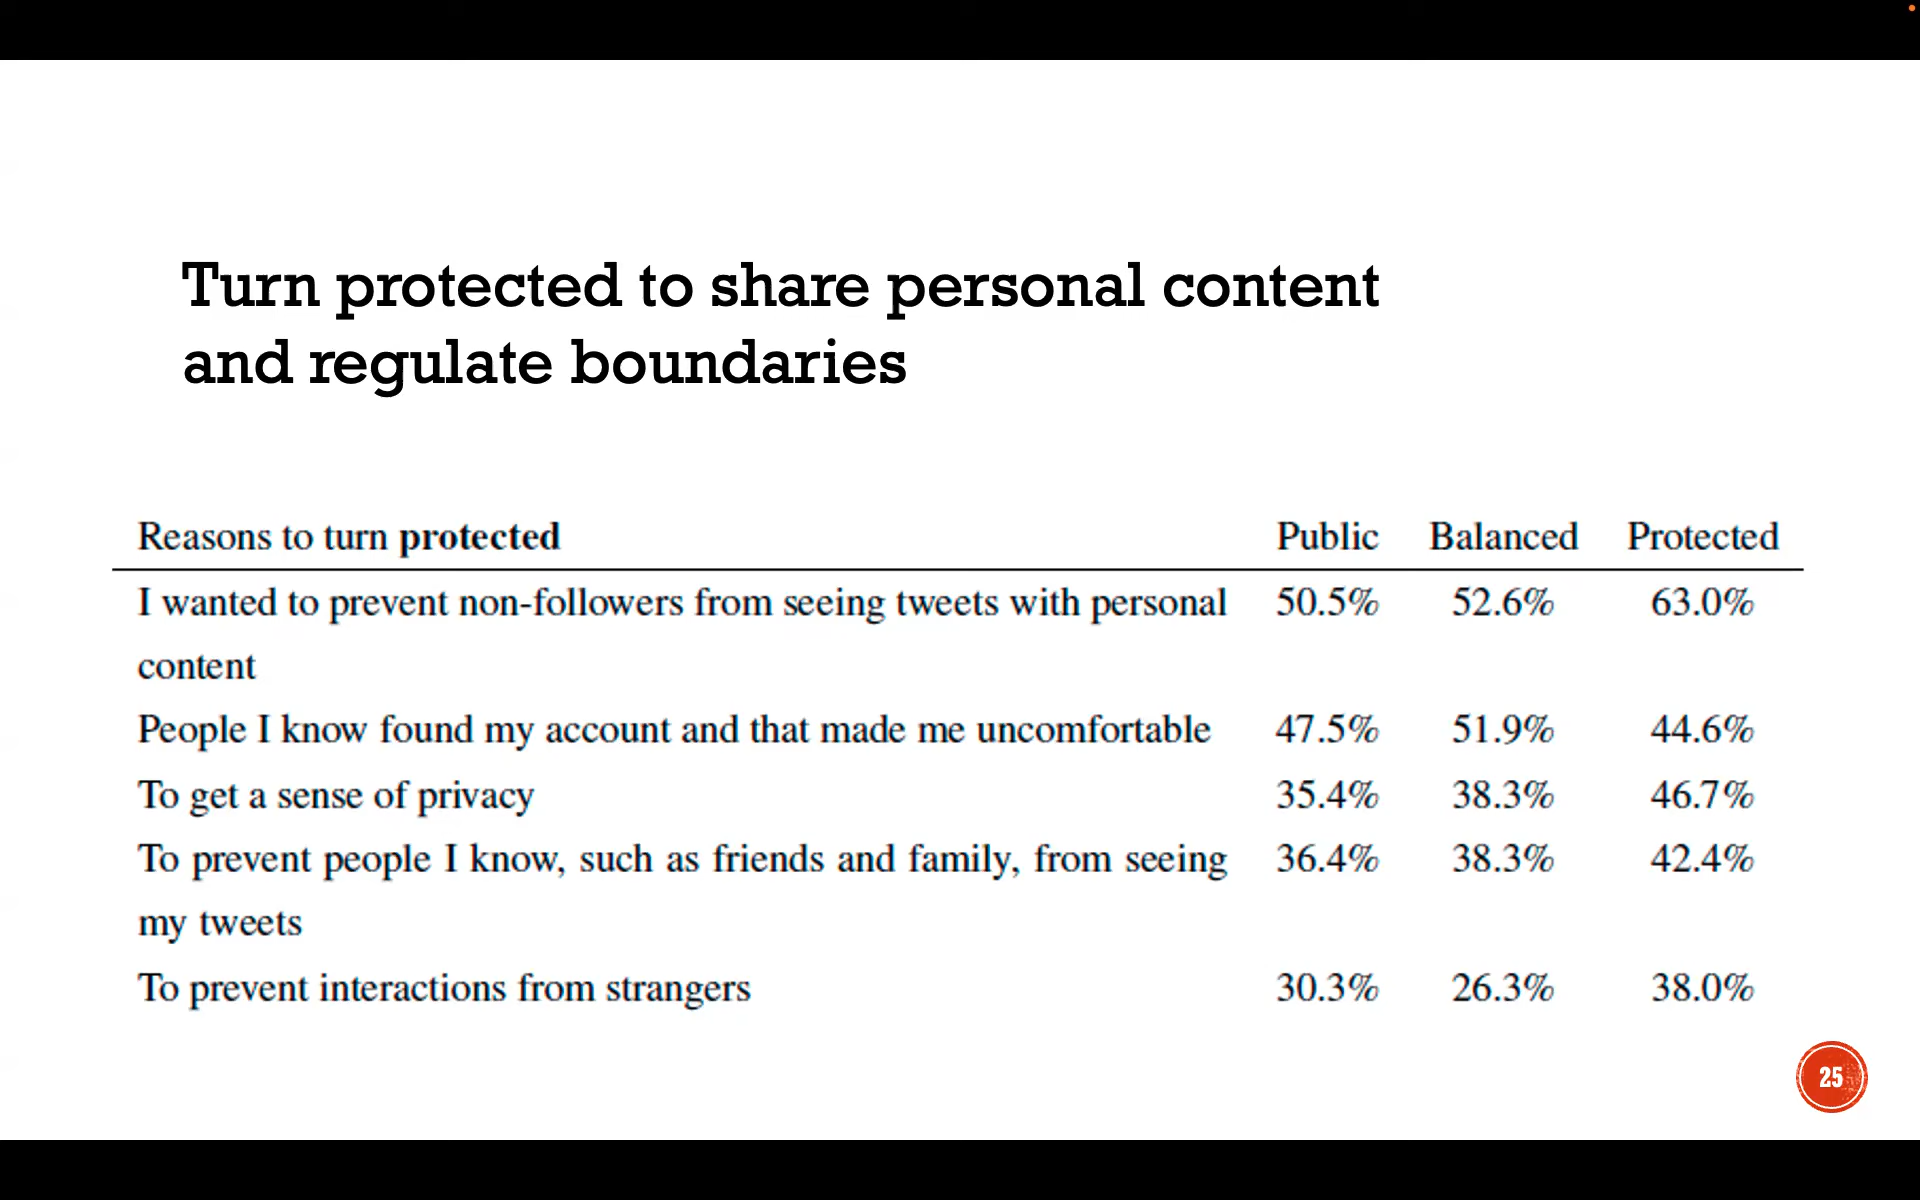 Turn protected to share personal content
and regulate boundaries
Reasons to turn protected Public Balanced Protected
I wanted to prevent non-followers from seeing tweets with personal 50.5% 52.6% 63.0%
content
People I know found my account and that made me uncomfortable 47.5% 51.9% 44.6%
To get a sense of privacy 35.4% 38.3% 46.7%
To prevent people I know, such as friends and family, from seeing 36.4% 38.3% 42.4%
my tweets
To prevent interactions from strangers 30.3% 26.3% 38.0%
25